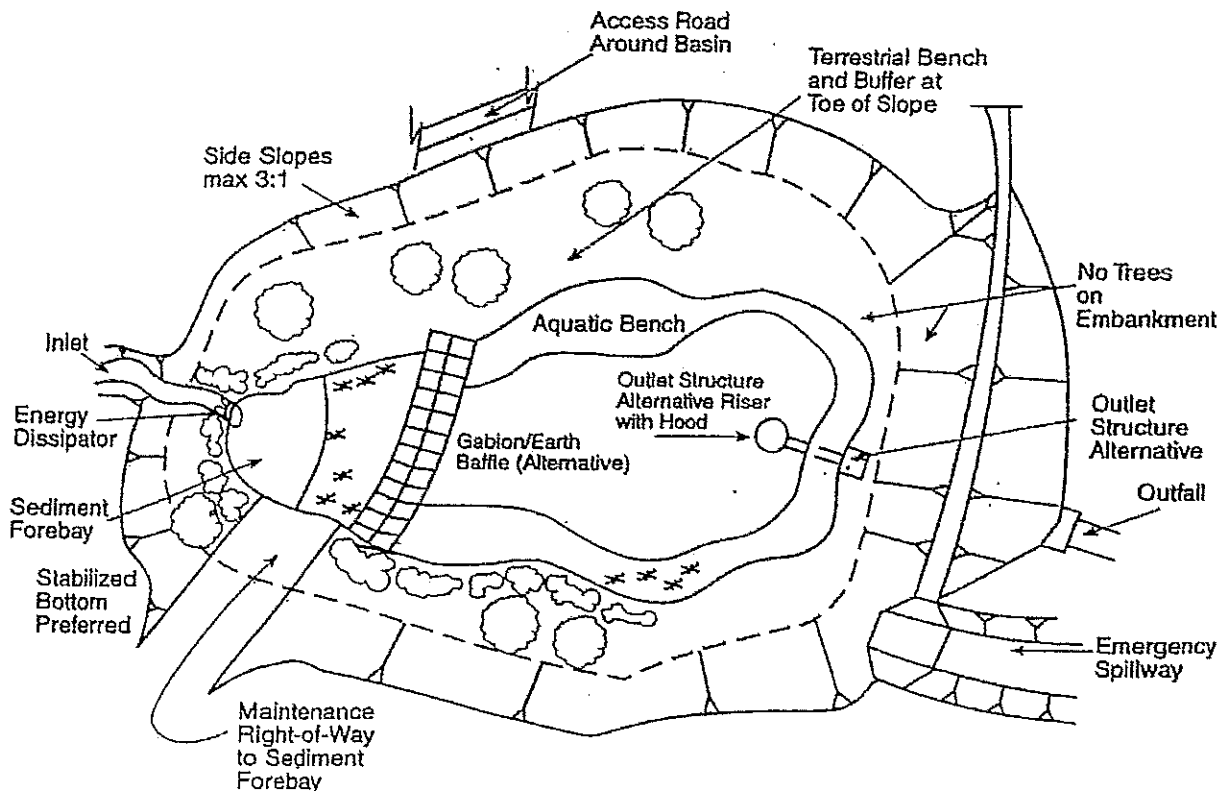 Access Road
Around Basin
Terrestrial Bench
and Buffer at
Toe of Slope
Side Slopes
max 3:1
No Trees
on
Embankment
Inlet
Aquatic Bench
Outlet Structure
Alternative Riser
with Hood
Energy
Dissipator
Gabion/Earth
Baffle (Alternative)
Outlet
Structure
Alternative
Outfall
Sediment
Forebay
Stabilized
Bottom
Preferred
Emergency
Spillway
Maintenance
Right-of-Way
to Sediment
Forebay